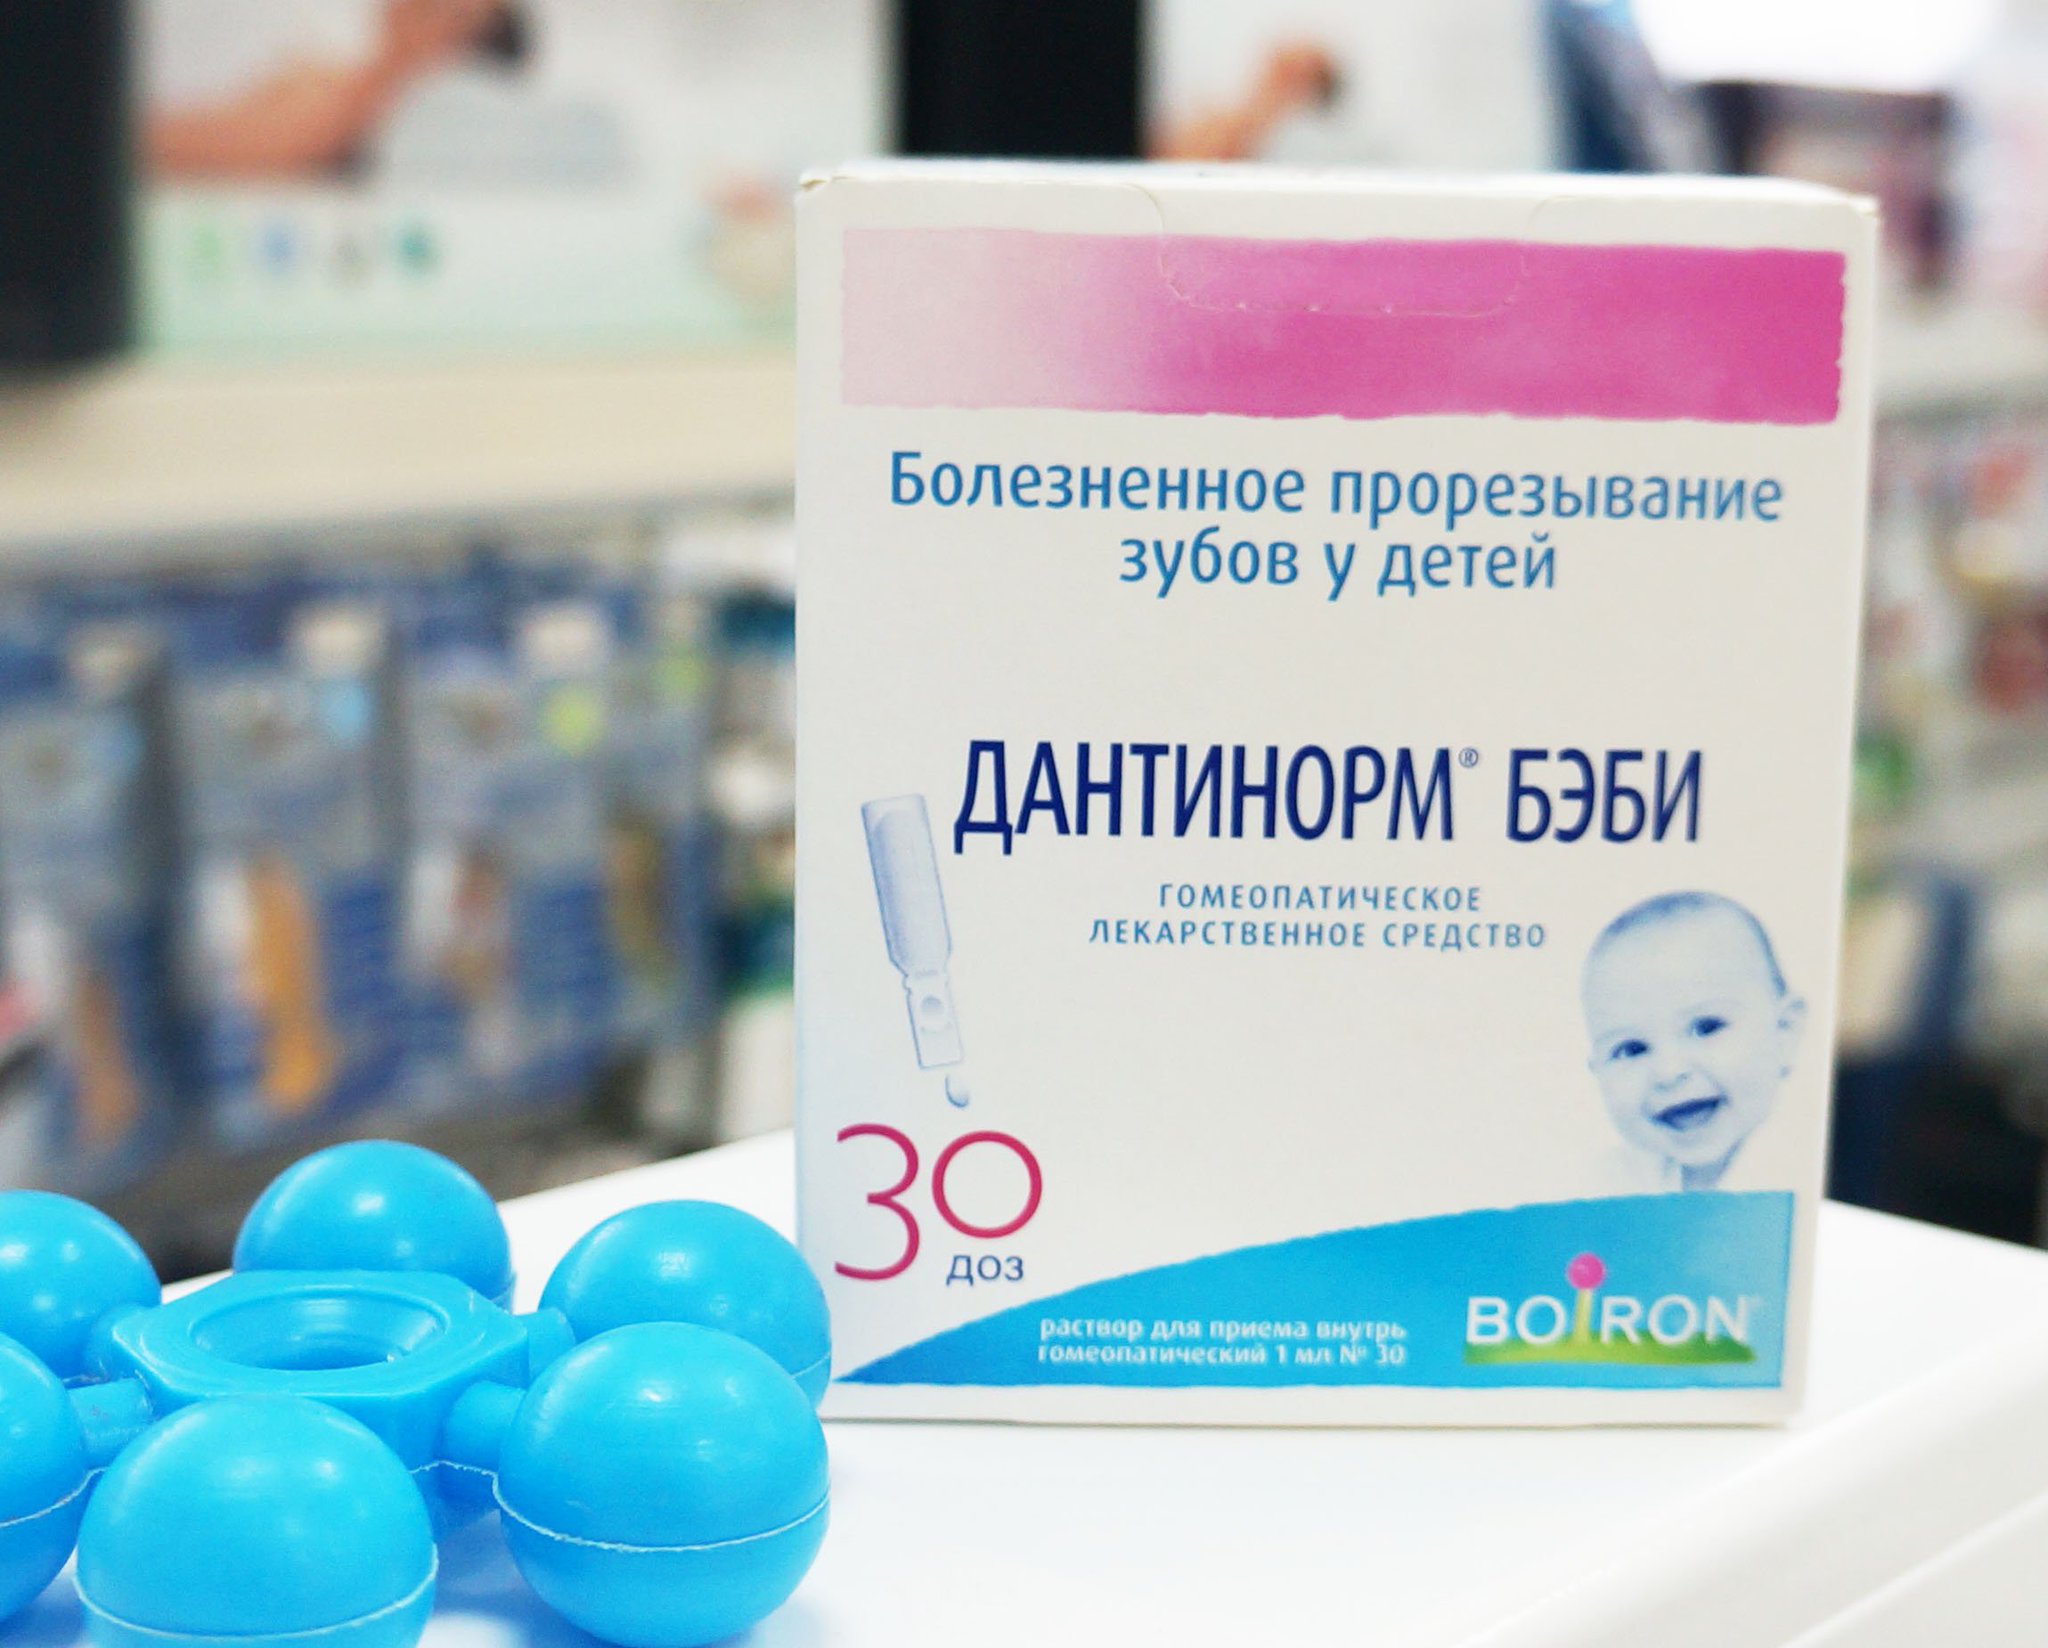 Болезненное прорезывание
зубов у детей
ДАНТИНОРМ® БЭБИ
ГОМЕОПАТИЧЕСКОЕ
ЛЕКАРСТВЕННОЕ СРЕДСТВО
30
доз
раствор для приема внутрь
гомеопатический 1 мл № 30
BOIRON®